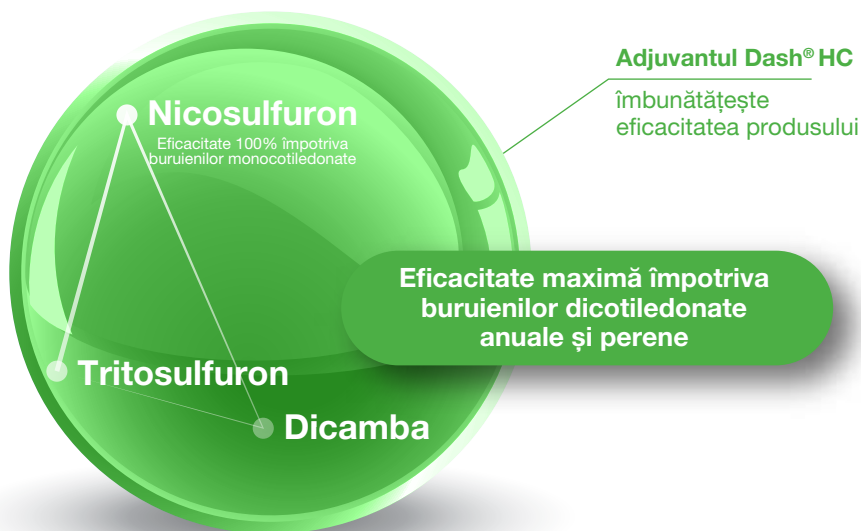 Adjuvantul Dash® HC
îmbunătățește
eficacitatea produsului
Nicosulfuron
Eficacitate 100% împotriva
buruienilor monocotiledonate
Eficacitate maximă împotriva
buruienilor dicotiledonate
anuale și perene
Tritosulfuron
Dicamba